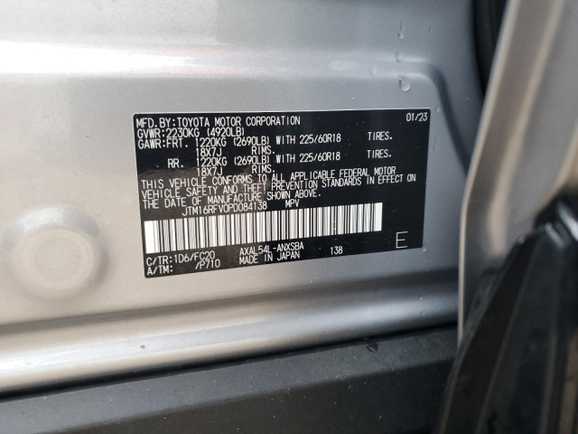 MFD. BY: TOYOTA MOTOR CORPORATION 01/23
GVWR: 2230KG (4920LB)
GAWR: FRT. 1220KG (2690LB) WITH 225/60R18 TIRES.
18X7J RIMS.
RR. 1220KG (2690LB) WITH 225/60R18 TIRES.
18X7J RIMS.
THIS VEHICLE CONFORMS TO ALL APPLICABLE FEDERAL MOTOR
VEHICLE SAFETY AND THEFT PREVENTION STANDARDS IN EFFECT ON
THE DATE OF MANUFACTURE SHOWN ABOVE.
JTM16RFV0PD084138 MPV
C/TR: 1D6/FC20 AXAL54L-ANXSBA 138 E
A/TM: /P710 MADE IN JAPAN